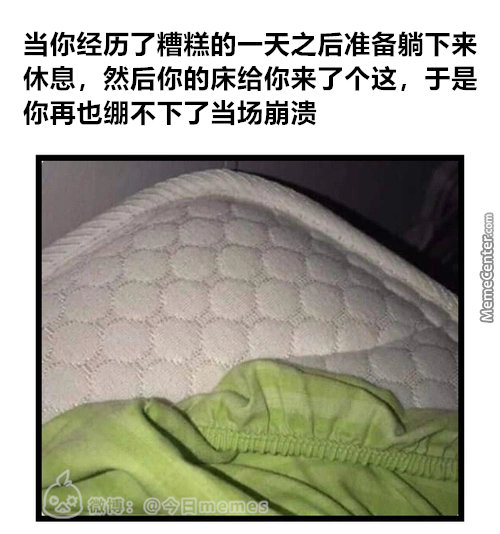 当你经历了糟糕的一天之后准备躺下来
休息，然后你的床给你来了个这，于是
你再也绷不下了当场崩溃
MemeCenter.com
微博：@今日memes